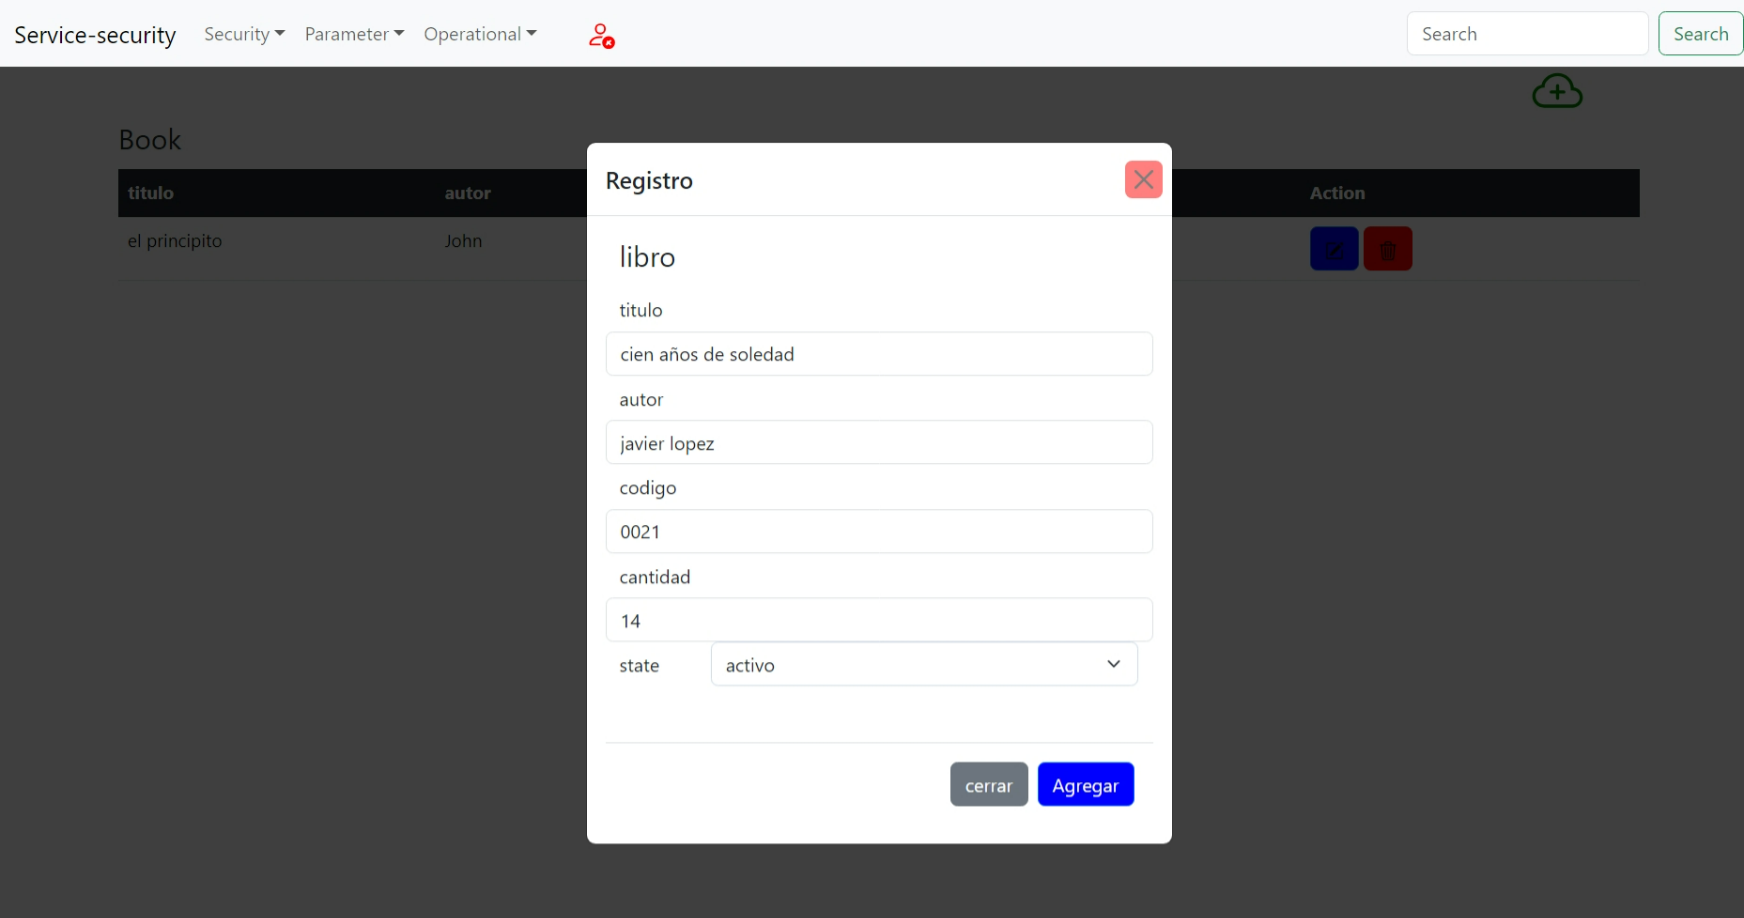 Service-security Security Parameter Operational Search Search
Book
titulo autor Action
el principito John
Registro
libro
titulo
cien años de soledad
autor
javier lopez
codigo
0021
cantidad
14
state activo
cerrar Agregar